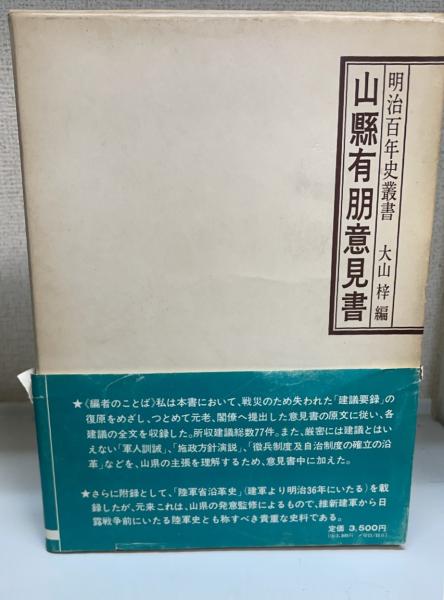 明治百年史叢書 大山 梓 編
山縣有朋意見書
★《編者のことば》私は本書において、戦災のため失われた「建議要録」の
復原をめざし、つとめて元老、閣僚へ提出した意見書の原文に従い、各
建議の全文を収録した。所収建議総数77件。また、厳密には建議とはい
えない「軍人訓誡」、「施政方針演説」、「徴兵制度及自治制度の確立の沿
革」などを、山県の主張を理解するため、意見書中に加えた。
★さらに附録として、「陸軍省沿革史」(建軍より明治36年にいたる)を載
録したが、元来これは、山県の発意監修によるもので、維新建軍から日
露戦争前にいたる陸軍史とも称すべき貴重な史料である。
定価 3,500円